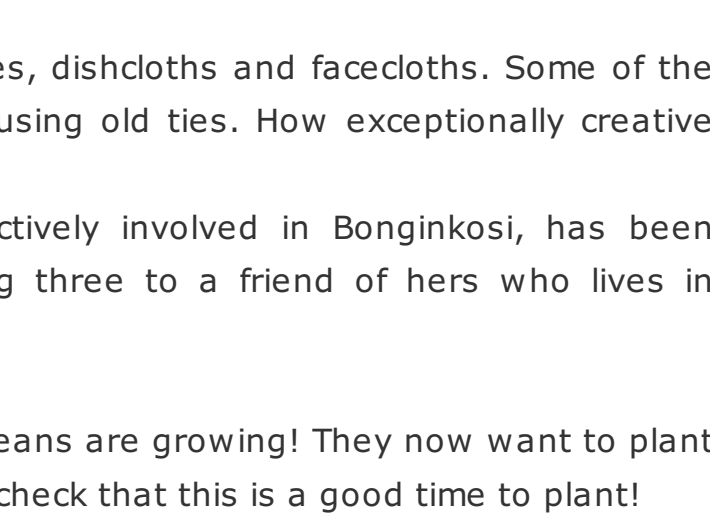 es, dishcloths and facecloths. Some of the
using old ties. How exceptionally creative
ctively involved in Bonginkosi, has been
g three to a friend of hers who lives in
eans are growing! They now want to plant
check that this is a good time to plant!